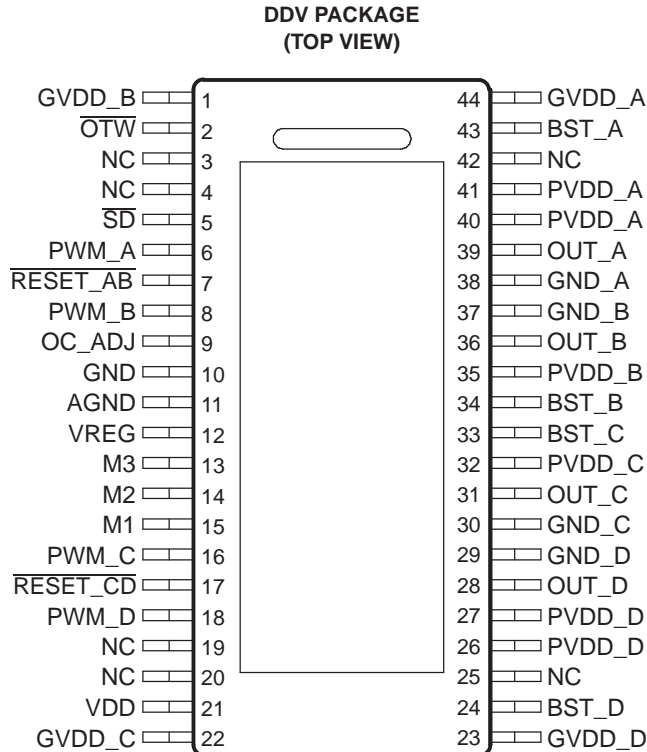 DDV PACKAGE
(TOP VIEW)
GVDD_B 1 44 GVDD_A
OTW 2 43 BST_A
NC 3 42 NC
NC 4 41 PVDD_A
SD 5 40 PVDD_A
PWM_A 6 39 OUT_A
RESET_AB 7 38 GND_A
PWM_B 8 37 GND_B
OC_ADJ 9 36 OUT_B
GND 10 35 PVDD_B
AGND 11 34 BST_B
VREG 12 33 BST_C
M3 13 32 PVDD_C
M2 14 31 OUT_C
M1 15 30 GND_C
PWM_C 16 29 GND_D
RESET_CD 17 28 OUT_D
PWM_D 18 27 PVDD_D
NC 19 26 PVDD_D
NC 20 25 NC
VDD 21 24 BST_D
GVDD_C 22 23 GVDD_D